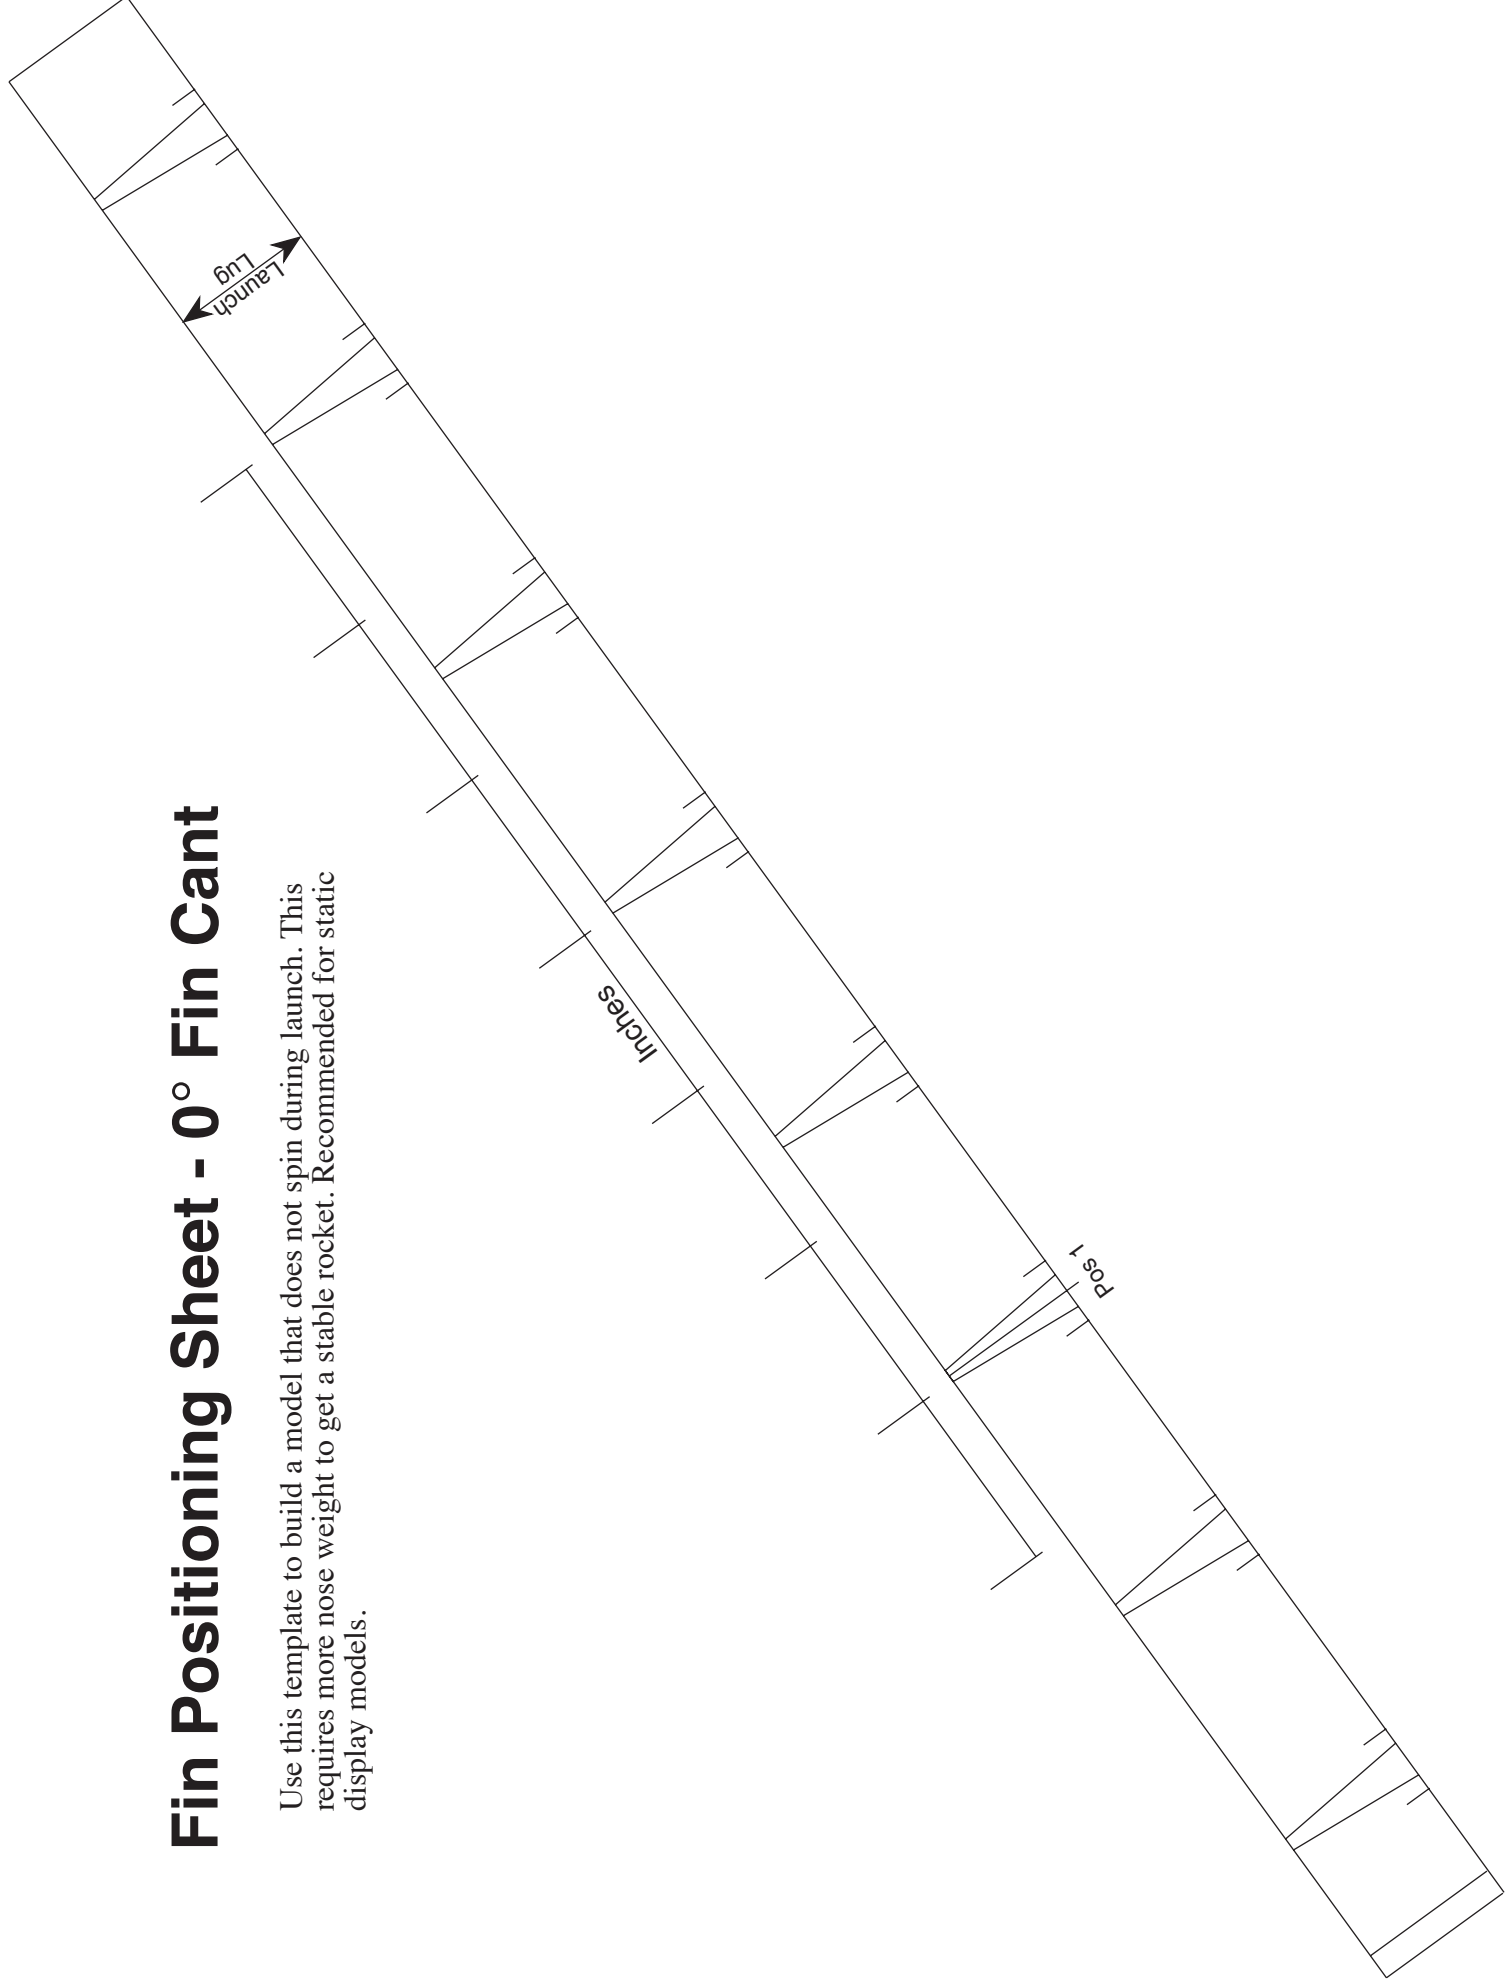 Fin Positioning Sheet - 0° Fin Cant
Use this template to build a model that does not spin during launch. This
requires more nose weight to get a stable rocket. Recommended for static
display models.
Launch
Lug
Inches
Pos 1